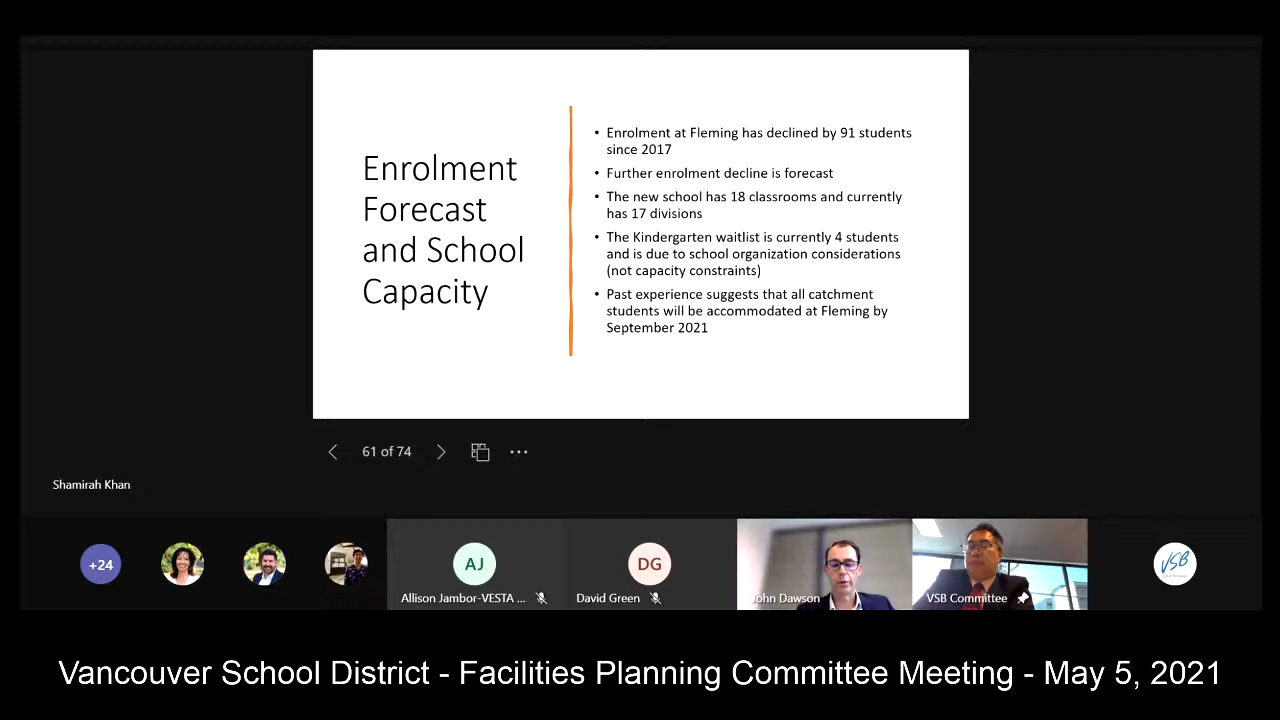 Enrolment
Forecast
and School
Capacity
• Enrolment at Fleming has declined by 91 students
since 2017
• Further enrolment decline is forecast
• The new school has 18 classrooms and currently
has 17 divisions
• The Kindergarten waitlist is currently 4 students
and is due to school organization considerations
(not capacity constraints)
• Past experience suggests that all catchment
students will be accommodated at Fleming by
September 2021
61 of 74
Shamirah Khan
+24
AJ
DG
VSB
Allison Jambor-VESTA ...
David Green
John Dawson
VSB Committee
Vancouver School District - Facilities Planning Committee Meeting - May 5, 2021